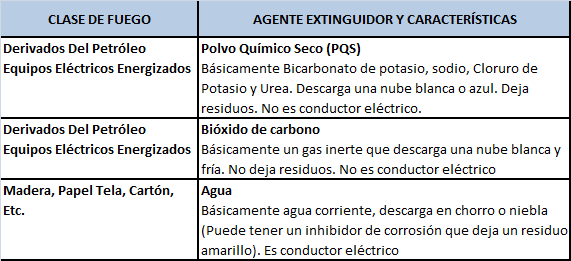 CLASE DE FUEGO
AGENTE EXTINGUIDOR Y CARACTERÍSTICAS
Derivados Del Petróleo
Equipos Eléctricos Energizados
Polvo Químico Seco (PQS)
Básicamente Bicarbonato de potasio, sodio, Cloruro de
Potasio y Urea. Descarga una nube blanca o azul. Deja
residuos. No es conductor eléctrico.
Derivados Del Petróleo
Equipos Eléctricos Energizados
Bióxido de carbono
Básicamente un gas inerte que descarga una nube blanca y
fría. No deja residuos. No es conductor eléctrico
Madera, Papel Tela, Cartón,
Etc.
Agua
Básicamente agua corriente, descarga en chorro o niebla
(Puede tener un inhibidor de corrosión que deja un residuo
amarillo). Es conductor eléctrico